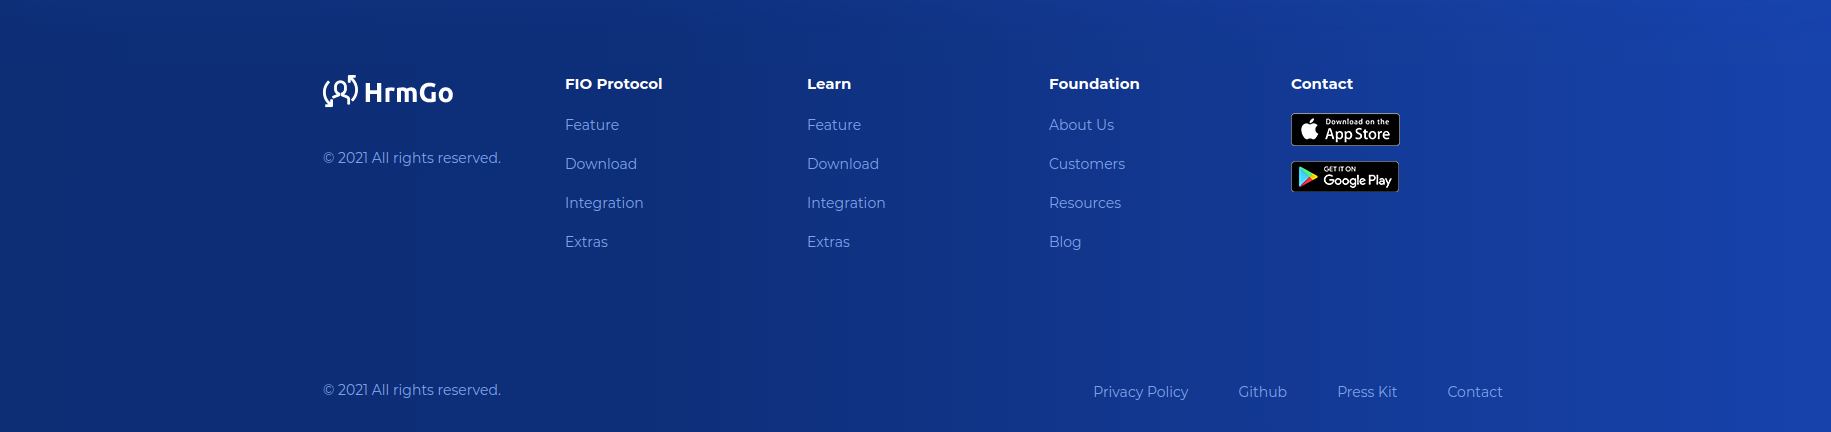 HrmGo
© 2021 All rights reserved.
FIO Protocol
Feature
Download
Integration
Extras
Learn
Feature
Download
Integration
Extras
Foundation
About Us
Customers
Resources
Blog
Contact
Download on the
App Store
GET IT ON
Google Play
© 2021 All rights reserved.
Privacy Policy
Github
Press Kit
Contact